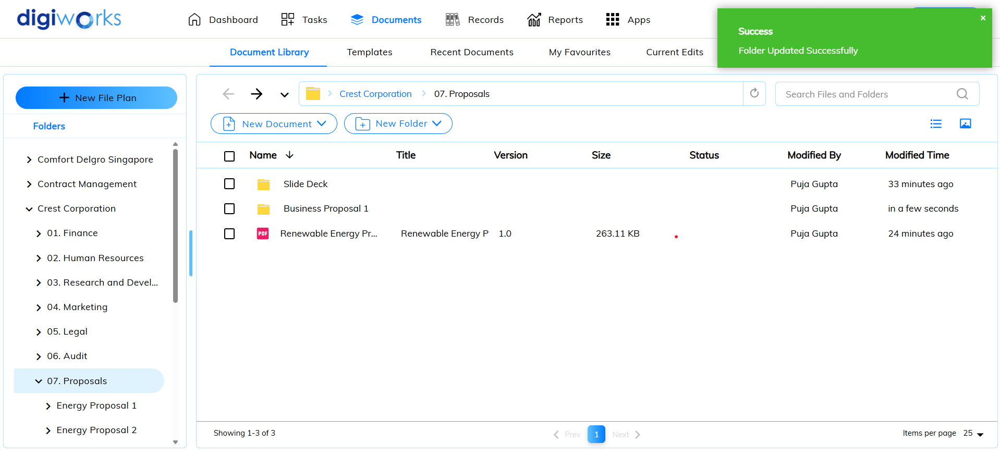 digiworks
Dashboard
Tasks
Documents
Records
Reports
Apps
Success
Folder Updated Successfully
Document Library
Templates
Recent Documents
My Favourites
Current Edits
New File Plan
Folders
Comfort Delgro Singapore
Contract Management
Crest Corporation
01. Finance
02. Human Resources
03. Research and Devel...
04. Marketing
05. Legal
06. Audit
07. Proposals
Energy Proposal 1
Energy Proposal 2
Crest Corporation
07. Proposals
Search Files and Folders
New Document
New Folder
Name Title Version Size Status Modified By Modified Time
Slide Deck Puja Gupta 33 minutes ago
Business Proposal 1 Puja Gupta in a few seconds
PDF Renewable Energy Pr... Renewable Energy P 1.0 263.11 KB Puja Gupta 24 minutes ago
Showing 1-3 of 3
Prev 1 Next
Items per page 25